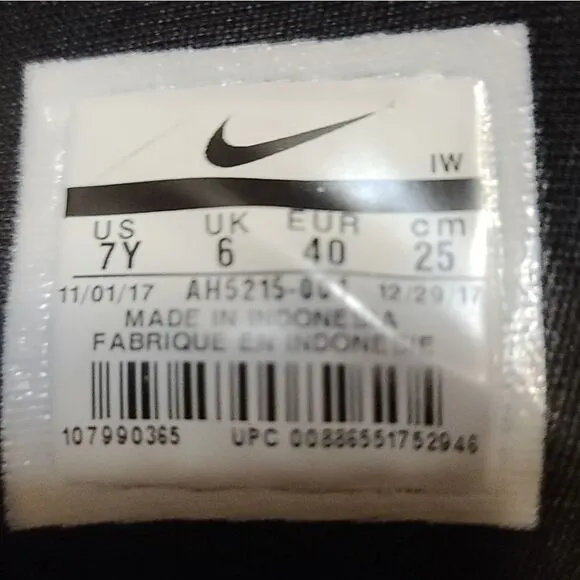 IW
US UK EUR cm
7Y 6 40 25
11/01/17 12/29/17
MADE IN INDONESIA
FABRIQUE EN INDONESIE
107990365 UPC 00886551752946